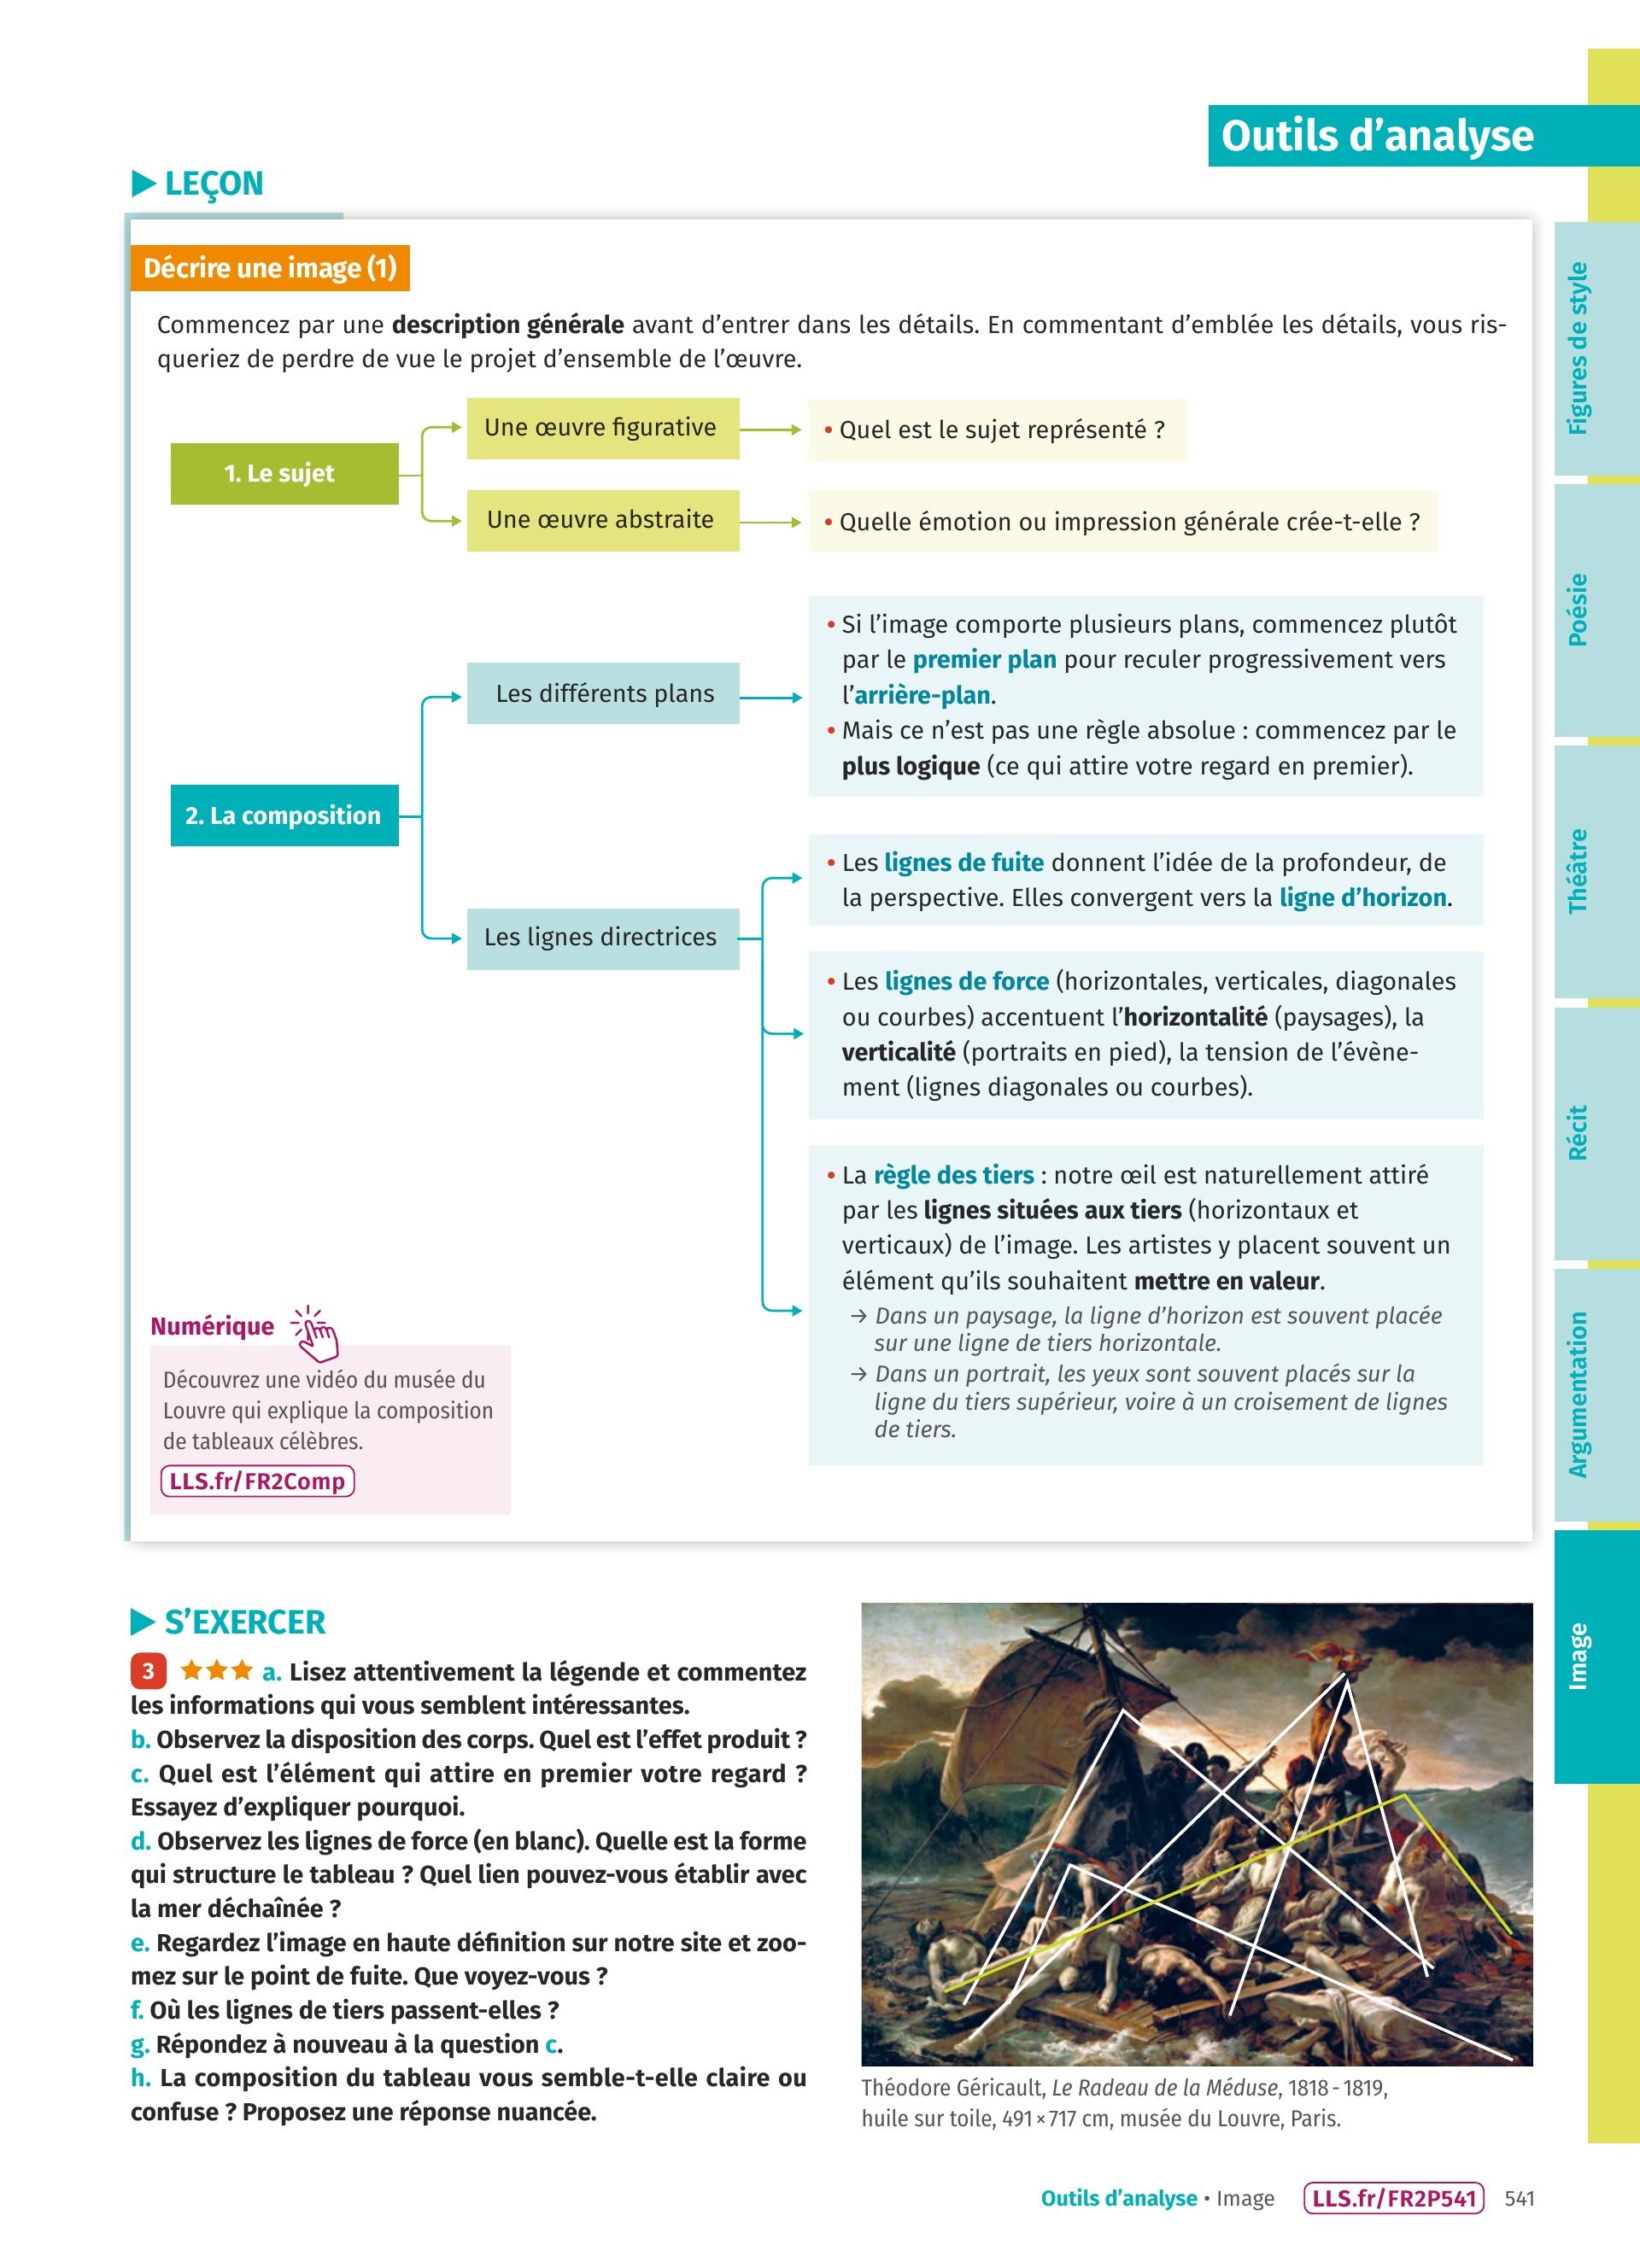 Outils d'analyse
LEÇON
Décrire une image (1)
Commencez par une description générale avant d'entrer dans les détails. En commentant d'emblée les détails, vous ris-
queriez de perdre de vue le projet d'ensemble de l'œuvre.
1. Le sujet
Une œuvre figurative
• Quel est le sujet représenté ?
Une œuvre abstraite
• Quelle émotion ou impression générale crée-t-elle ?
2. La composition
Les différents plans
• Si l'image comporte plusieurs plans, commencez plutôt
par le premier plan pour reculer progressivement vers
l'arrière-plan.
• Mais ce n'est pas une règle absolue : commencez par le
plus logique (ce qui attire votre regard en premier).
Les lignes directrices
• Les lignes de fuite donnent l'idée de la profondeur, de
la perspective. Elles convergent vers la ligne d'horizon.
• Les lignes de force (horizontales, verticales, diagonales
ou courbes) accentuent l'horizontalité (paysages), la
verticalité (portraits en pied), la tension de l'évène-
ment (lignes diagonales ou courbes).
• La règle des tiers : notre œil est naturellement attiré
par les lignes situées aux tiers (horizontaux et
verticaux) de l'image. Les artistes y placent souvent un
élément qu'ils souhaitent mettre en valeur.
→ Dans un paysage, la ligne d'horizon est souvent placée
sur une ligne de tiers horizontale.
→ Dans un portrait, les yeux sont souvent placés sur la
ligne du tiers supérieur, voire à un croisement de lignes
de tiers.
Numérique
Découvrez une vidéo du musée du
Louvre qui explique la composition
de tableaux célèbres.
LLS.fr/FR2Comp
S'EXERCER
3 ★★★ a. Lisez attentivement la légende et commentez
les informations qui vous semblent intéressantes.
b. Observez la disposition des corps. Quel est l'effet produit ?
c. Quel est l'élément qui attire en premier votre regard ?
Essayez d'expliquer pourquoi.
d. Observez les lignes de force (en blanc). Quelle est la forme
qui structure le tableau ? Quel lien pouvez-vous établir avec
la mer déchaînée ?
e. Regardez l'image en haute définition sur notre site et zoo-
mez sur le point de fuite. Que voyez-vous ?
f. Où les lignes de tiers passent-elles ?
g. Répondez à nouveau à la question c.
h. La composition du tableau vous semble-t-elle claire ou
confuse ? Proposez une réponse nuancée.
Théodore Géricault, Le Radeau de la Méduse, 1818-1819,
huile sur toile, 491 × 717 cm, musée du Louvre, Paris.
Figures de style
Poésie
Théâtre
Récit
Argumentation
Image
Outils d'analyse • Image LLS.fr/FR2P541 541